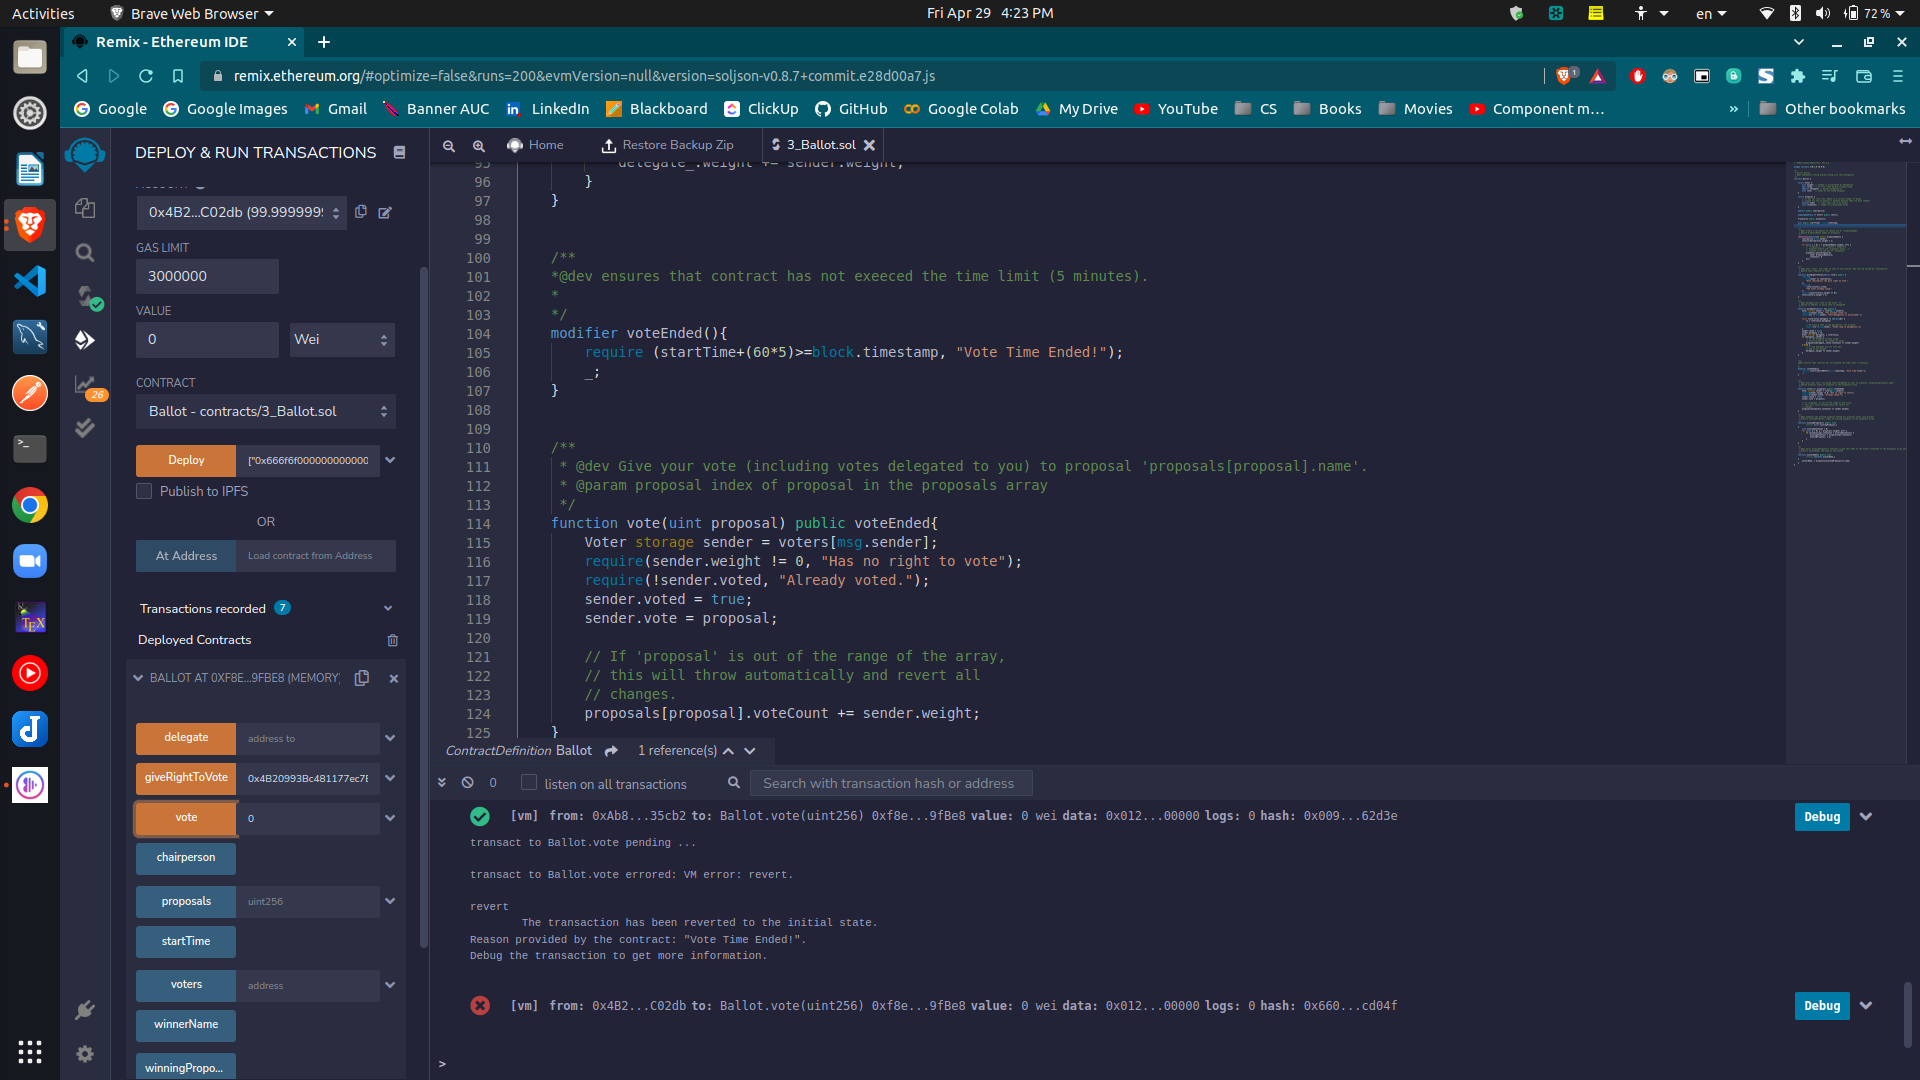 Activities
Brave Web Browser
Fri Apr 29 4:23 PM
en
72 %
Remix - Ethereum IDE
remix.ethereum.org/#optimize=false&runs=200&evmVersion=null&version=soljson-v0.8.7+commit.e28d00a7.js
1
Google
Google Images
Gmail
Banner AUC
LinkedIn
Blackboard
ClickUp
GitHub
Google Colab
My Drive
YouTube
CS
Books
Movies
Component m...
»
Other bookmarks
DEPLOY & RUN TRANSACTIONS
0x4B2...C02db (99.9999999
GAS LIMIT
3000000
VALUE
0
Wei
CONTRACT
Ballot - contracts/3_Ballot.sol
Deploy
["0x666f6f000000000000
Publish to IPFS
OR
At Address
Load contract from Address
Transactions recorded 7
Deployed Contracts
BALLOT AT 0XF8E...9FBE8 (MEMORY)
delegate
address to
giveRightToVote
0x4B20993Bc481177ec7E
vote
0
chairperson
proposals
uint256
startTime
voters
address
winnerName
winningPropo...
26
Home
Restore Backup Zip
3_Ballot.sol
95 delegate_.weight += sender.weight;
96 }
97 }
98
99
100 /**
101 *@dev ensures that contract has not exeeced the time limit (5 minutes).
102 *
103 */
104 modifier voteEnded(){
105 require (startTime+(60*5)>=block.timestamp, "Vote Time Ended!");
106 _;
107 }
108
109
110 /**
111 * @dev Give your vote (including votes delegated to you) to proposal 'proposals[proposal].name'.
112 * @param proposal index of proposal in the proposals array
113 */
114 function vote(uint proposal) public voteEnded{
115 Voter storage sender = voters[msg.sender];
116 require(sender.weight != 0, "Has no right to vote");
117 require(!sender.voted, "Already voted.");
118 sender.voted = true;
119 sender.vote = proposal;
120
121 // If 'proposal' is out of the range of the array,
122 // this will throw automatically and revert all
123 // changes.
124 proposals[proposal].voteCount += sender.weight;
125 }
ContractDefinition Ballot
1 reference(s)
0
listen on all transactions
Search with transaction hash or address
[vm] from: 0xAb8...35cb2 to: Ballot.vote(uint256) 0xf8e...9fBe8 value: 0 wei data: 0x012...00000 logs: 0 hash: 0x009...62d3e
Debug
transact to Ballot.vote pending ...
transact to Ballot.vote errored: VM error: revert.
revert
The transaction has been reverted to the initial state.
Reason provided by the contract: "Vote Time Ended!".
Debug the transaction to get more information.
[vm] from: 0x4B2...C02db to: Ballot.vote(uint256) 0xf8e...9fBe8 value: 0 wei data: 0x012...00000 logs: 0 hash: 0x660...cd04f
Debug
>